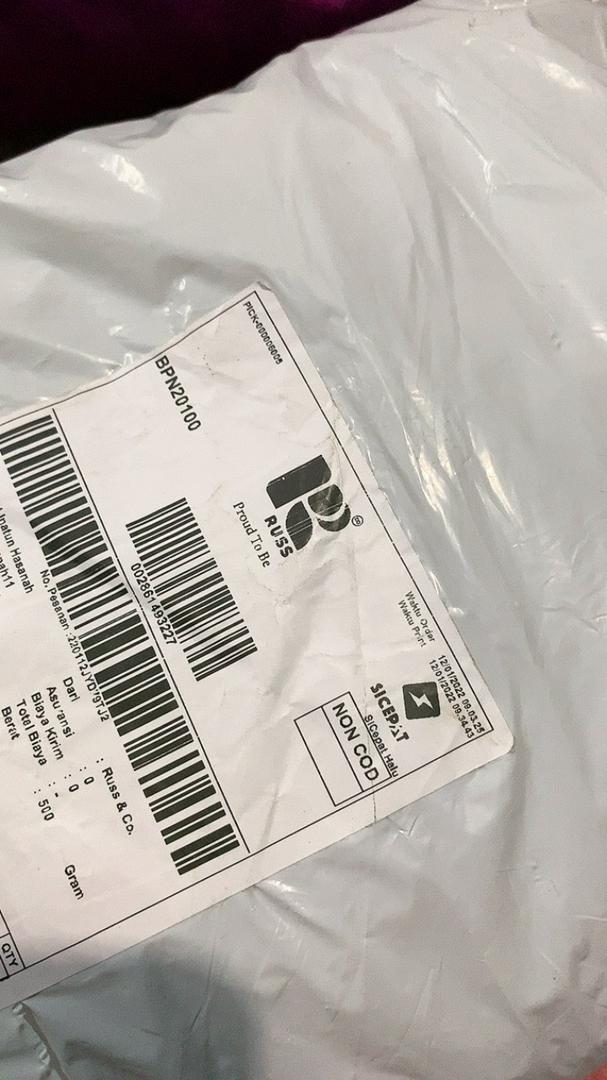 PICK-000006005
BPN20100
RUSS
Proud To Be
Waktu Order 12/01/2022 09.03.25
Waktu Print 12/01/2022 09.34.43
SICEPAT
SiCepat Halu
NON COD
002861493227
Hasanah
No. Pesanan : 220112JYD79TJ2
Dari : Russ & Co.
Asuransi : 0
Biaya Kirim : 0
Total Biaya : -
Berat : 500 Gram
QTY